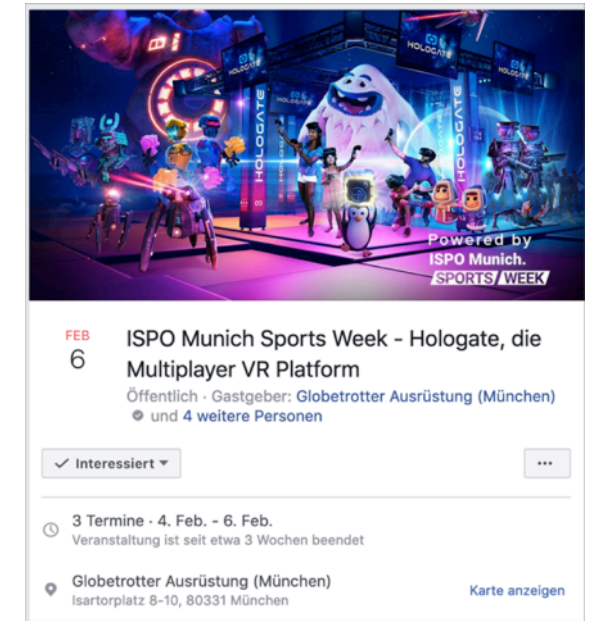 HOLOGATE
HOLOGATE
HOLOGATE
HOLOGATE
HOLOGATE
Powered by
ISPO Munich.
SPORTS WEEK
FEB
6
ISPO Munich Sports Week - Hologate, die
Multiplayer VR Platform
Öffentlich · Gastgeber: Globetrotter Ausrüstung (München)
und 4 weitere Personen
Interessiert
3 Termine · 4. Feb. - 6. Feb.
Veranstaltung ist seit etwa 3 Wochen beendet
Globetrotter Ausrüstung (München)
Isartorplatz 8-10, 80331 München
Karte anzeigen